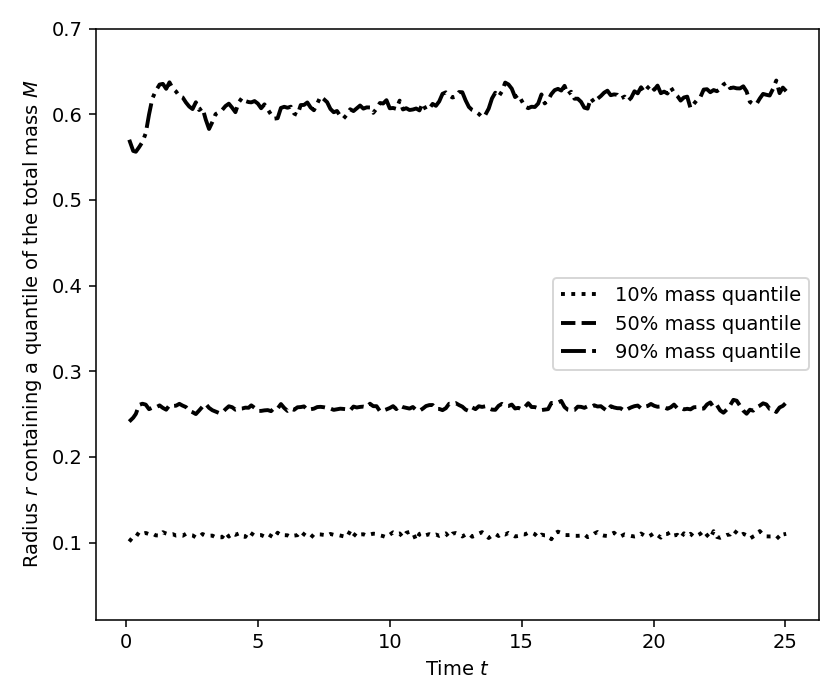 0.7
0.6
0.5
0.4
0.3
0.2
0.1
Radius r containing a quantile of the total mass M
10% mass quantile
50% mass quantile
90% mass quantile
0 5 10 15 20 25
Time t